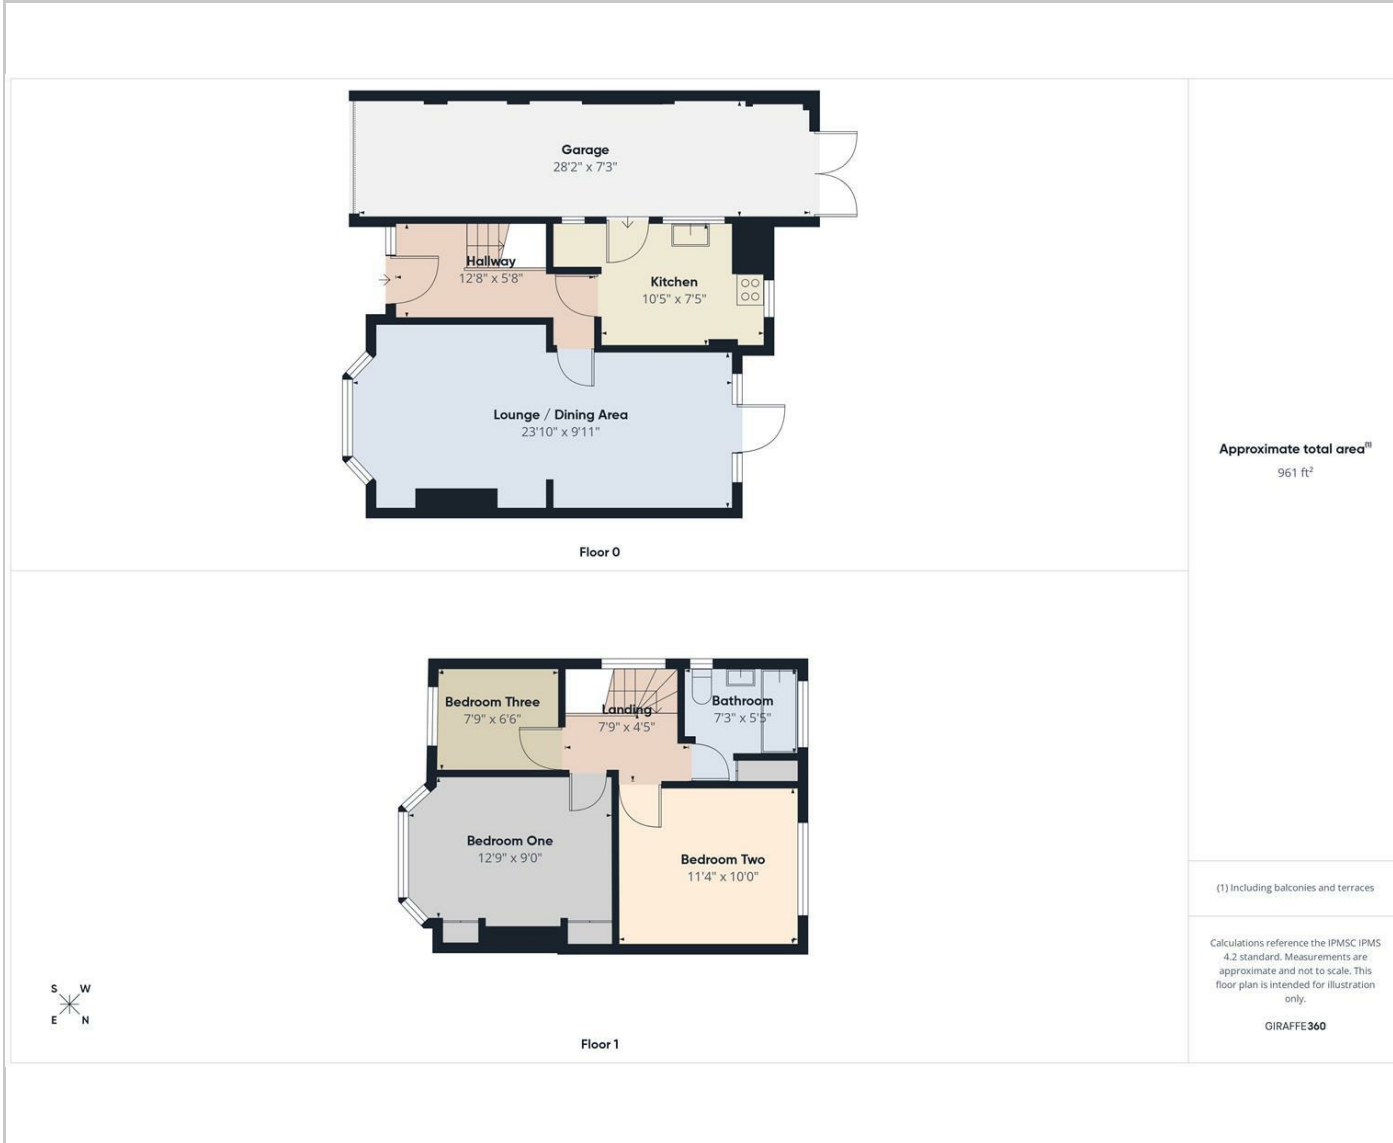 Garage
28'2" x 7'3"
Hallway
12'8" x 5'8"
Kitchen
10'5" x 7'5"
Lounge / Dining Area
23'10" x 9'11"
Floor 0
Bedroom Three
7'9" x 6'6"
Landing
7'9" x 4'5"
Bathroom
7'3" x 5'5"
Bedroom One
12'9" x 9'0"
Bedroom Two
11'4" x 10'0"
S W
E N
Floor 1
Approximate total area(1)
961 ft²
(1) Including balconies and terraces
Calculations reference the IPMSC IPMS
4.2 standard. Measurements are
approximate and not to scale. This
floor plan is intended for illustration
only.
GIRAFFE360